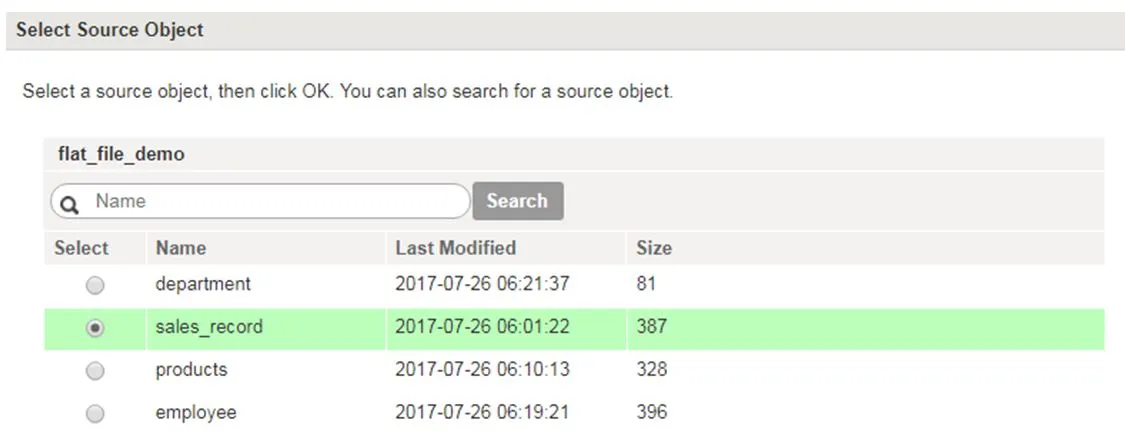 Select Source Object
Select a source object, then click OK. You can also search for a source object.
flat_file_demo
Name Search
Select Name Last Modified Size
department 2017-07-26 06:21:37 81
sales_record 2017-07-26 06:01:22 387
products 2017-07-26 06:10:13 328
employee 2017-07-26 06:19:21 396